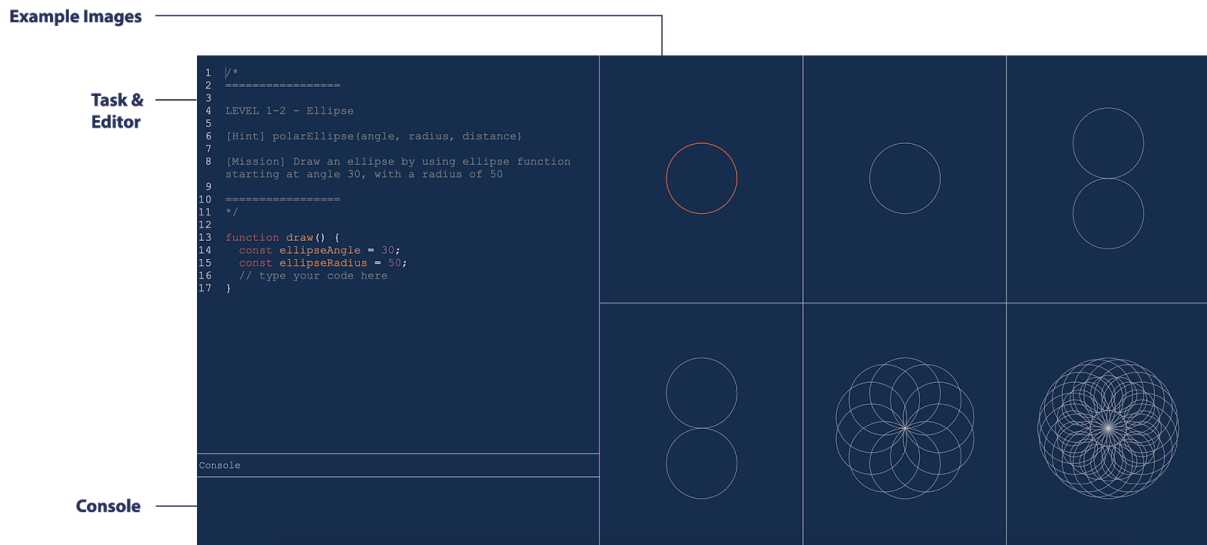 Example Images
Task &
Editor
1 /*
2 =================
3
4 LEVEL 1-2 - Ellipse
5
6 [Hint] polarEllipse(angle, radius, distance)
7
8 [Mission] Draw an ellipse by using ellipse function
starting at angle 30, with a radius of 50
9
10 =================
11 */
12
13 function draw() {
14 const ellipseAngle = 30;
15 const ellipseRadius = 50;
16 // type your code here
17 }
Console
Console